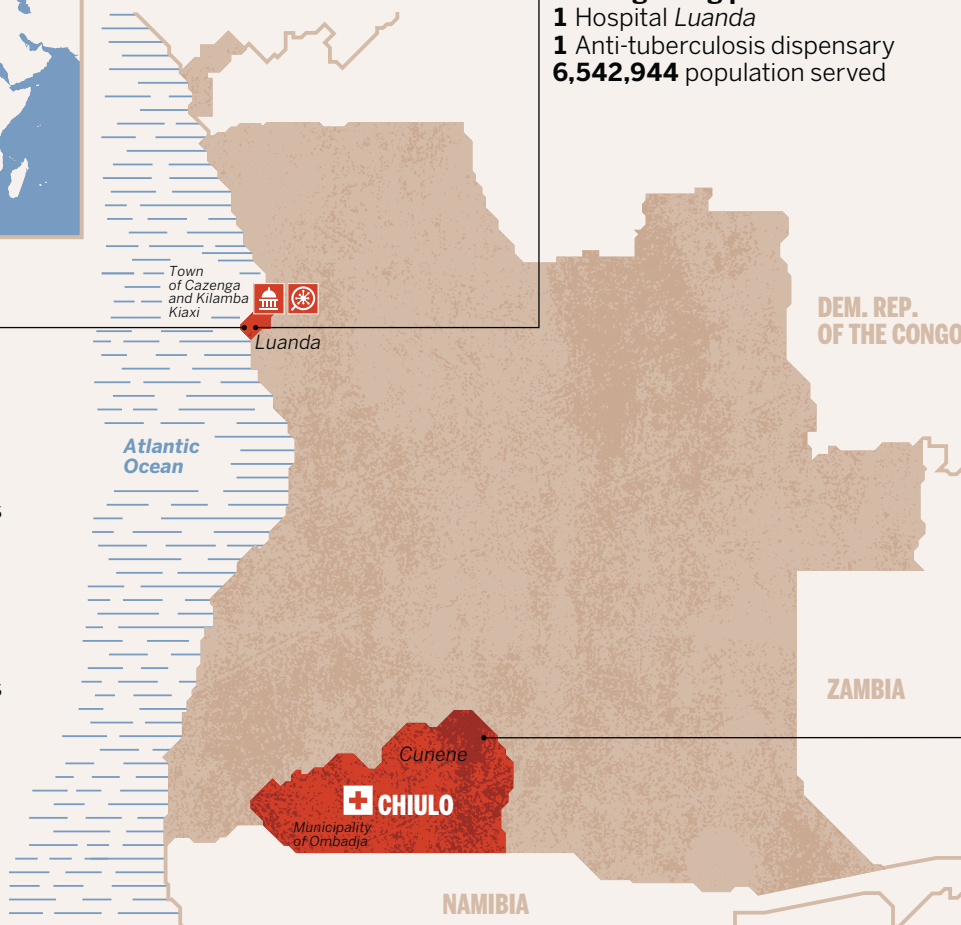 1 Hospital Luanda
1 Anti-tuberculosis dispensary
6,542,944 population served
Town
of Cazenga
and Kilamba
Kiaxi
Luanda
DEM. REP.
OF THE CONGO
Atlantic
Ocean
ZAMBIA
Cunene
CHIULO
Municipality
of Ombadja
NAMIBIA